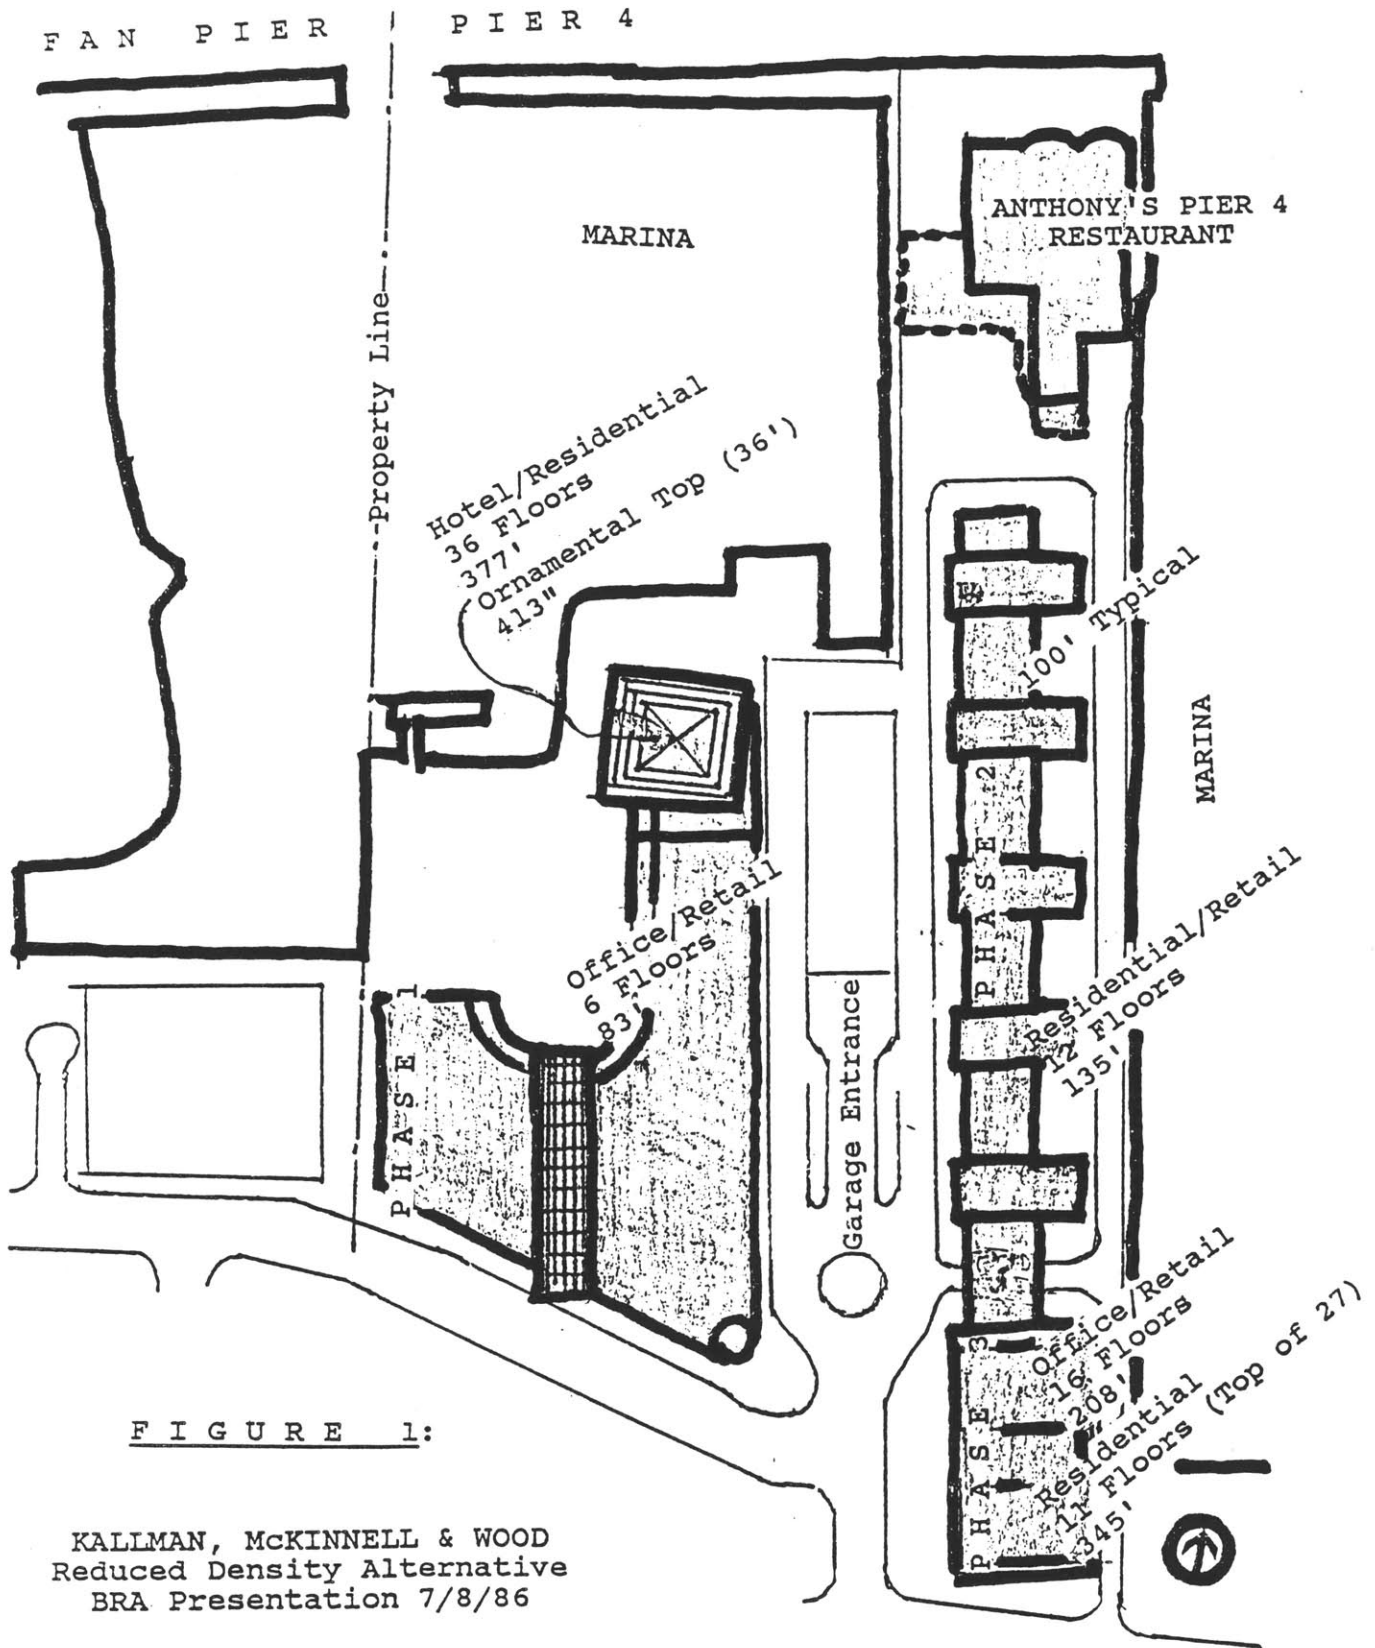 FAN PIER
PIER 4
MARINA
ANTHONY'S PIER 4
RESTAURANT
Property Line
Hotel/Residential
36 Floors
377'
Ornamental Top (36')
413"
100' Typical
MARINA
PHASE 2
Office/Retail
6 Floors
83'
Residential/Retail
12 Floors
135'
PHASE 1
Garage Entrance
Office/Retail
16 Floors
208'
Residential
11 Floors (Top of 27)
345'
PHASE 3
FIGURE 1:
KALLMAN, McKINNELL & WOOD
Reduced Density Alternative
BRA Presentation 7/8/86